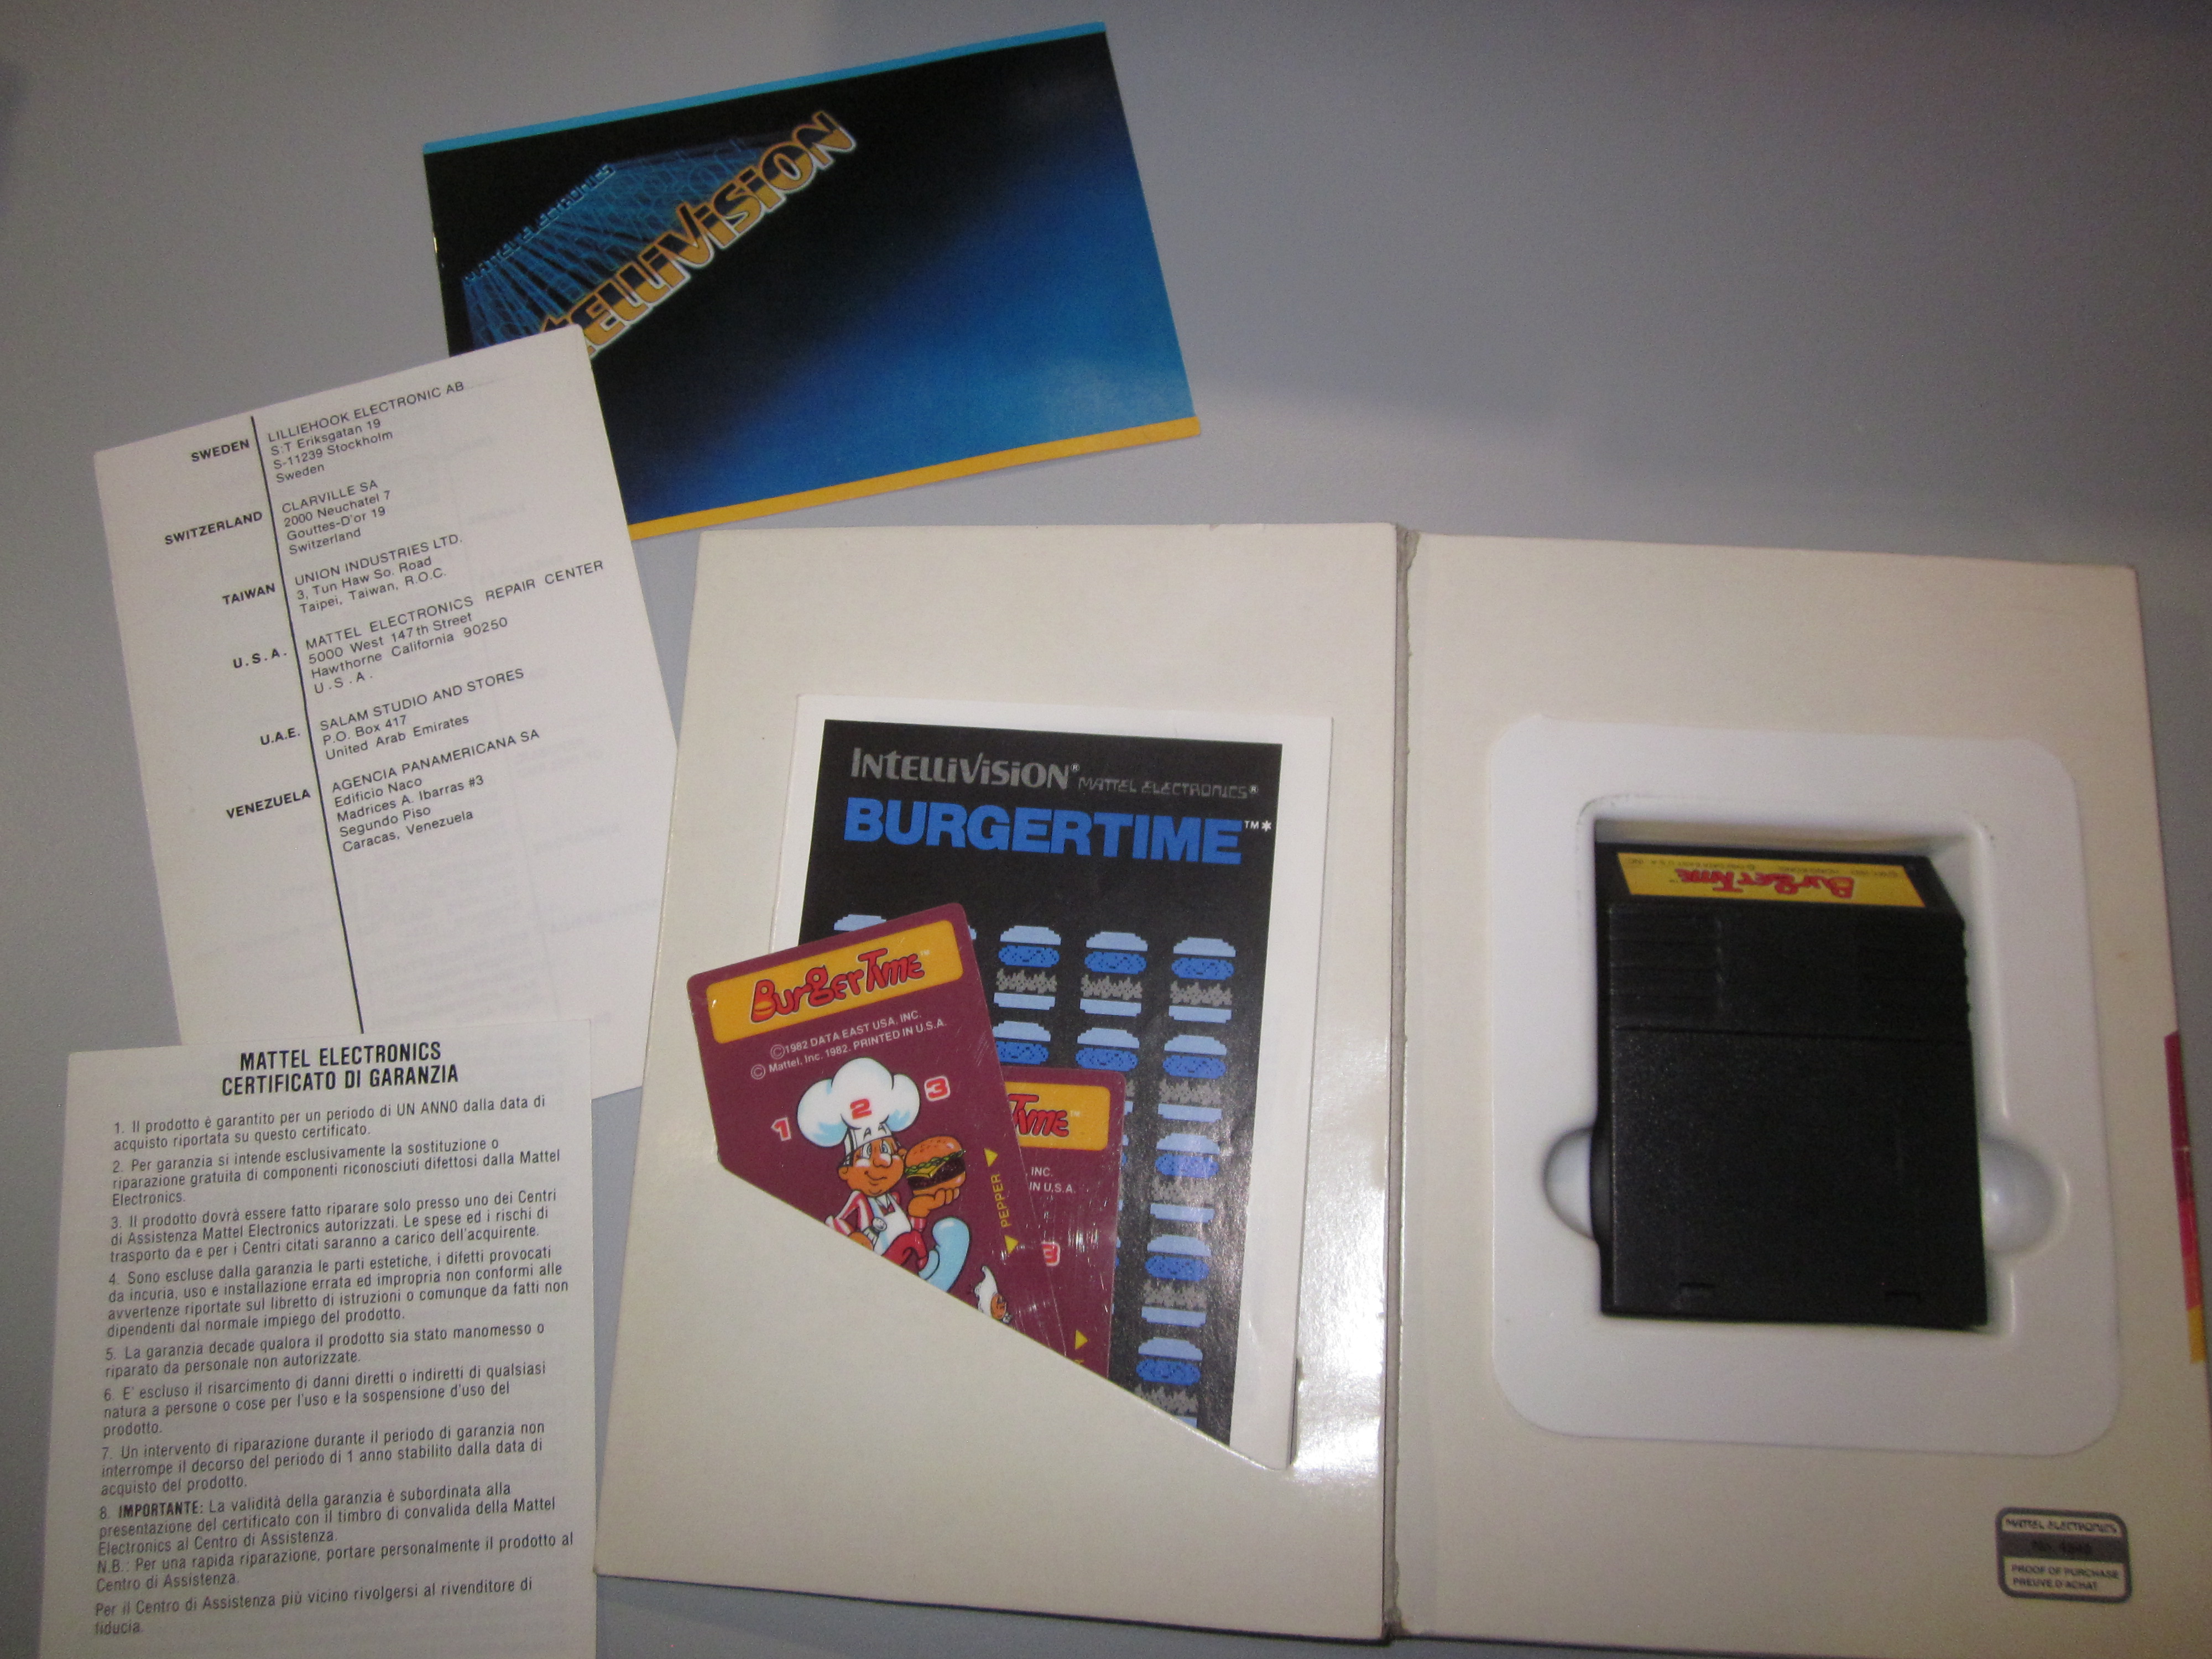 MATTEL ELECTRONICS
TELLIVISION
SWEDEN
LILLIEHOOK ELECTRONIC AB
S:T Eriksgatan 19
S-11239 Stockholm
Sweden
SWITZERLAND
CLARVILLE SA
2000 Neuchatel 7
Gouttes-D'or 19
Switzerland
TAIWAN
UNION INDUSTRIES LTD.
3, Tun Haw So. Road
Taipei, Taiwan, R.O.C.
U.S.A.
MATTEL ELECTRONICS REPAIR CENTER
5000 West 147th Street
Hawthorne California 90250
U.S.A.
U.A.E.
SALAM STUDIO AND STORES
P.O. Box 417
United Arab Emirates
VENEZUELA
AGENCIA PANAMERICANA SA
Edificio Naco
Madrices A. Ibarras #3
Segundo Piso
Caracas, Venezuela
MATTEL ELECTRONICS
CERTIFICATO DI GARANZIA
1. Il prodotto é garantito per un periodo di UN ANNO dalla data di
acquisto riportata su questo certificato.
2. Per garanzia si intende esclusivamente la sostituzione o
riparazione gratuita di componenti riconosciuti difettosi dalla Mattel
Electronics.
3. Il prodotto dovrà essere fatto riparare solo presso uno dei Centri
di Assistenza Mattel Electronics autorizzati. Le spese ed i rischi di
trasporto da e per i Centri citati saranno a carico dell'acquirente.
4. Sono escluse dalla garanzia le parti estetiche, i difetti provocati
da incuria, uso e installazione errata ed impropria non conformi alle
avvertenze riportate sul libretto di istruzioni o comunque da fatti non
dipendenti dal normale impiego del prodotto.
5. La garanzia decade qualora il prodotto sia stato manomesso o
riparato da personale non autorizzate.
6. E' escluso il risarcimento di danni diretti o indiretti di qualsiasi
natura a persone o cose per l'uso e la sospensione d'uso del
prodotto.
7. Un intervento di riparazione durante il periodo di garanzia non
interrompe il decorso del periodo di 1 anno stabilito dalla data di
acquisto del prodotto.
8. IMPORTANTE: La validità della garanzia è subordinata alla
presentazione del certificato con il timbro di convalida della Mattel
Electronics al Centro di Assistenza.
N.B.: Per una rapida riparazione, portare personalmente il prodotto al
Centro di Assistenza.
Per il Centro di Assistenza più vicino rivolgersi al rivenditore di
fiducia.
INTELLIVISION® MATTEL ELECTRONICS®
BURGERTIME™*
BurgerTime™
©1982 DATA EAST USA, INC.
© Mattel, Inc. 1982. PRINTED IN U.S.A.
1 2 3
PEPPER
Time™
, INC.
IN U.S.A.
3
BurgerTime
MATTEL ELECTRONICS
PROOF OF PURCHASE
PREUVE D'ACHAT